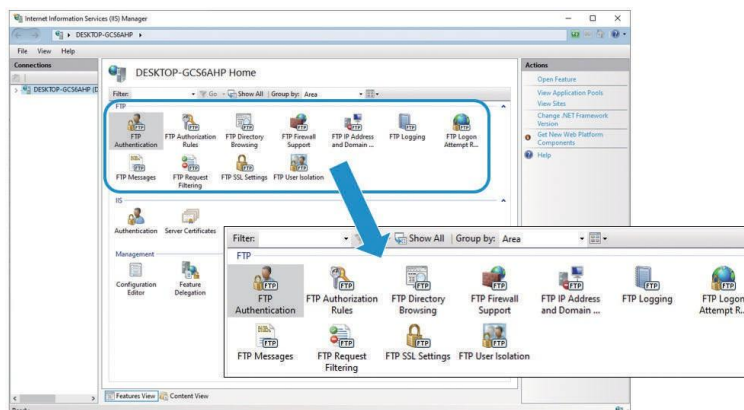 Internet Information Services (IIS) Manager
DESKTOP-GCS6AHP
File View Help
Connections
DESKTOP-GCS6AHP (D
DESKTOP-GCS6AHP Home
Filter: Go Show All Group by: Area
FTP
FTP Authentication
FTP Authorization Rules
FTP Directory Browsing
FTP Firewall Support
FTP IP Address and Domain ...
FTP Logging
FTP Logon Attempt R...
FTP Messages
FTP Request Filtering
FTP SSL Settings
FTP User Isolation
IIS
Authentication
Server Certificates
Management
Configuration Editor
Feature Delegation
Features View Content View
Ready
Actions
Open Feature
View Application Pools
View Sites
Change .NET Framework
Version
Get New Web Platform
Components
Help
Filter: Show All Group by: Area
FTP
FTP Authentication
FTP Authorization Rules
FTP Directory Browsing
FTP Firewall Support
FTP IP Address and Domain ...
FTP Logging
FTP Logon Attempt R...
FTP Messages
FTP Request Filtering
FTP SSL Settings
FTP User Isolation